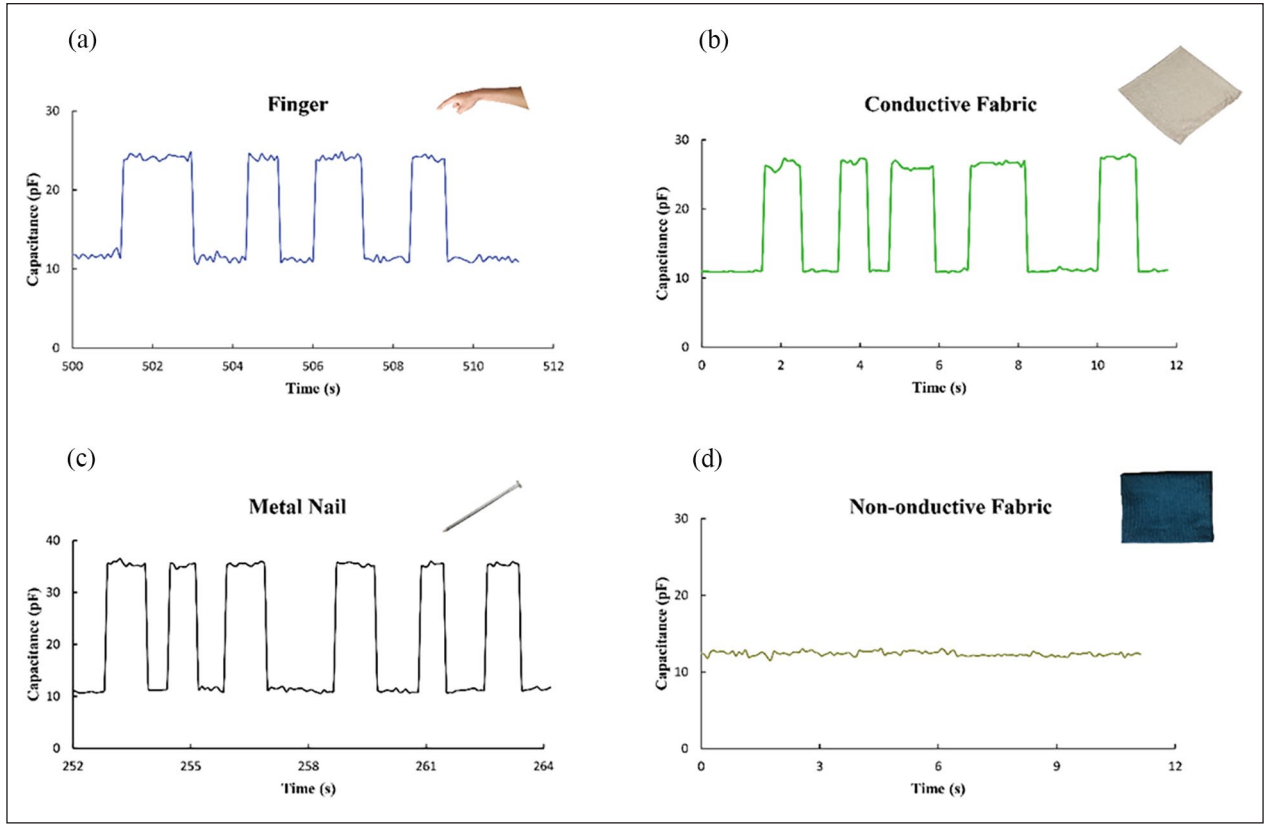 (a)
Finger
30
20
10
0
Capacitance (pF)
500 502 504 506 508 510 512
Time (s)
(b)
Conductive Fabric
30
20
10
0
Capacitance (pF)
0 2 4 6 8 10 12
Time (s)
(c)
Metal Nail
40
30
20
10
0
Capacitance (pF)
252 255 258 261 264
Time (s)
(d)
Non-onductive Fabric
30
20
10
0
Capacitance (pF)
0 3 6 9 12
Time (s)